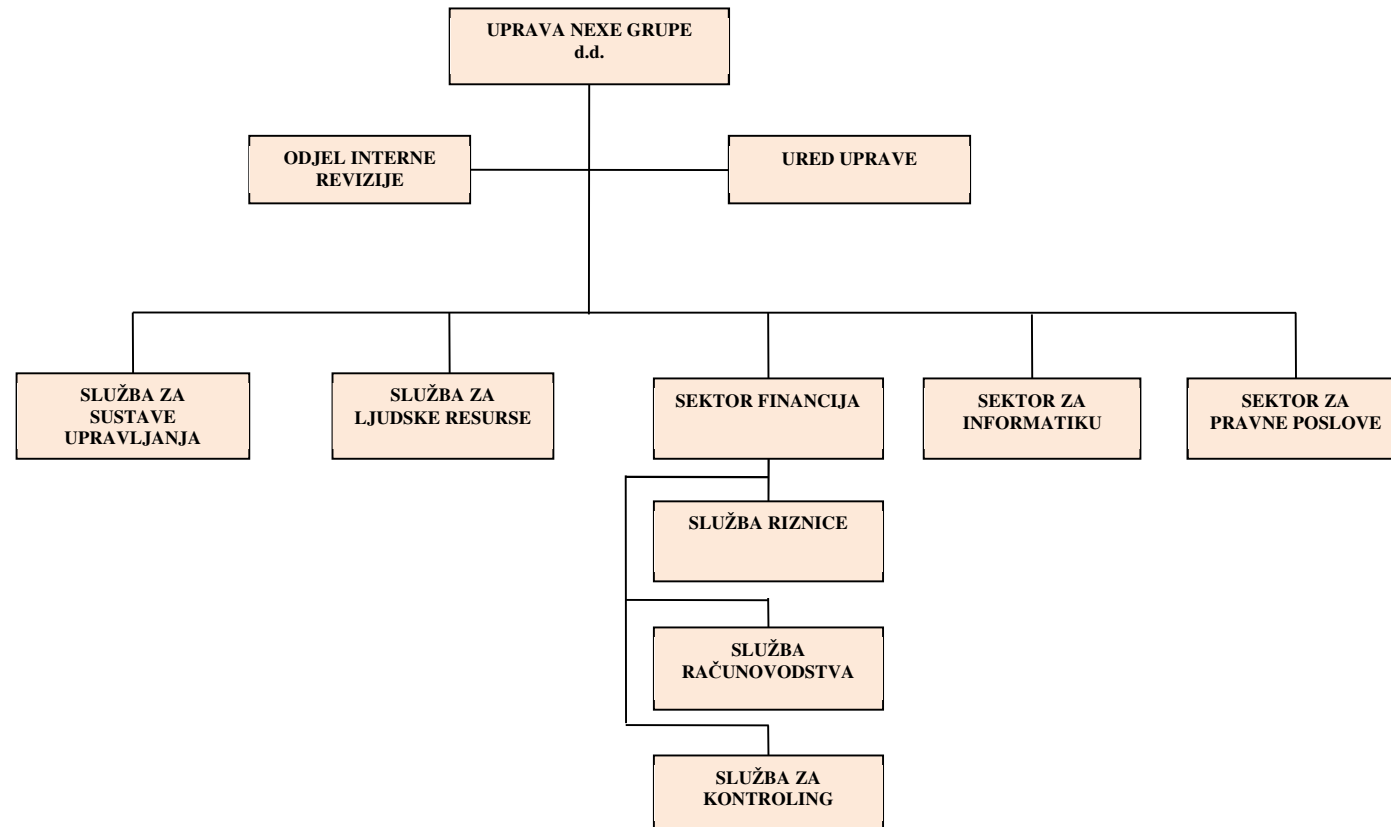 UPRAVA NEXE GRUPE
d.d.
ODJEL INTERNE
REVIZIJE
URED UPRAVE
SLUŽBA ZA
SUSTAVE
UPRAVLJANJA
SLUŽBA ZA
LJUDSKE RESURSE
SEKTOR FINANCIJA
SEKTOR ZA
INFORMATIKU
SEKTOR ZA
PRAVNE POSLOVE
SLUŽBA RIZNICE
SLUŽBA
RAČUNOVODSTVA
SLUŽBA ZA
KONTROLING